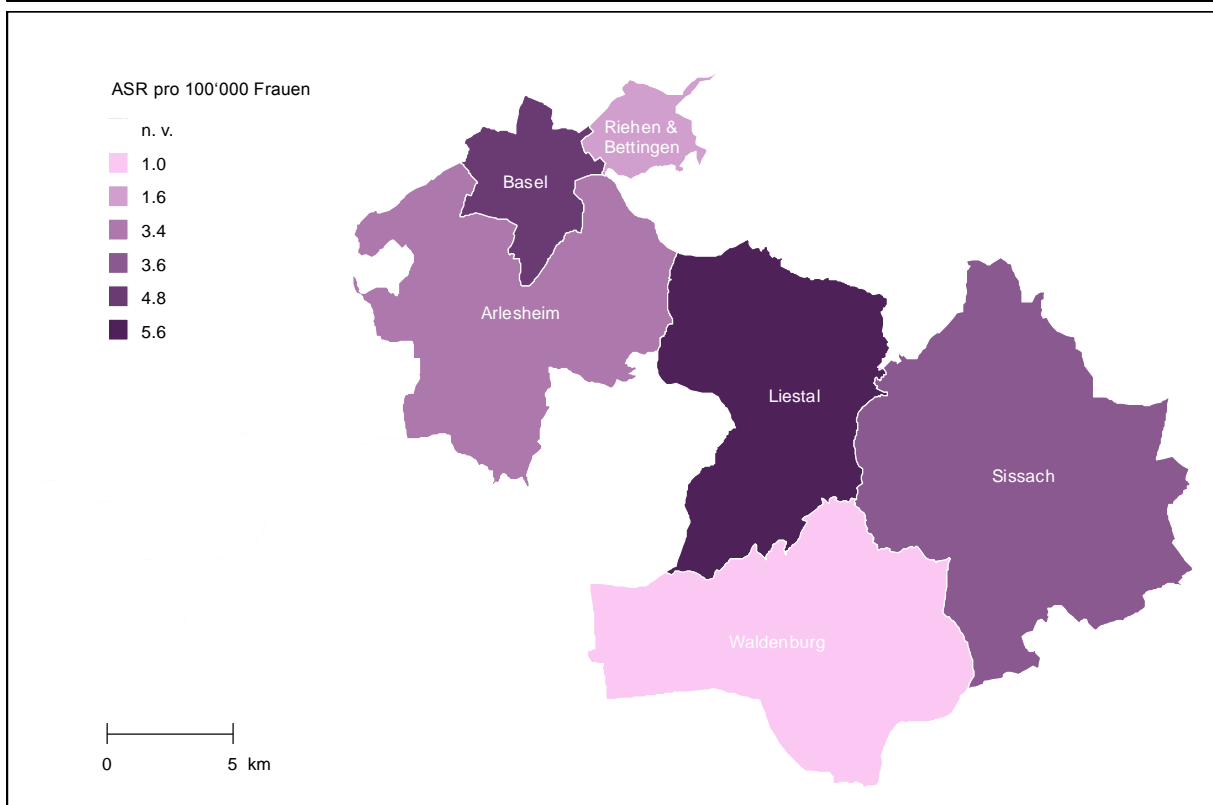 ASR pro 100‘000 Frauen
n. v.
1.0
1.6
3.4
3.6
4.8
5.6
Riehen &
Bettingen
Basel
Arlesheim
Liestal
Sissach
Waldenburg
0 5 km